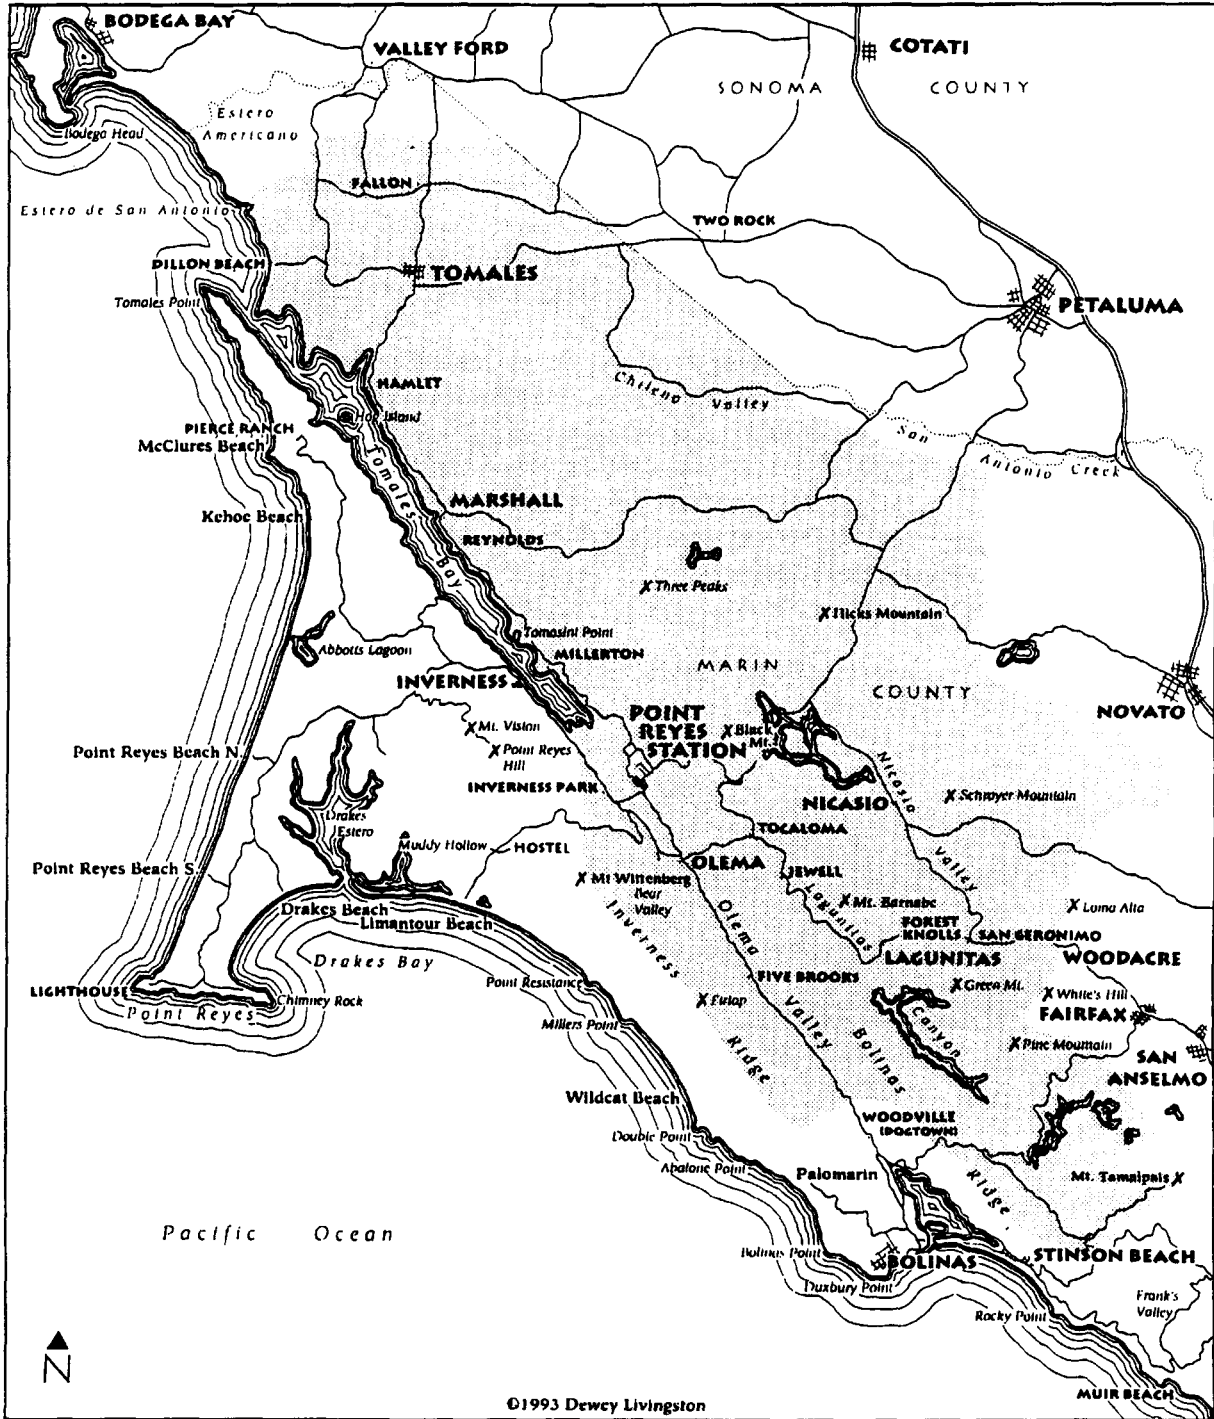 BODEGA BAY
VALLEY FORD
COTATI
SONOMA COUNTY
Estero
Americano
Bodega Head
FALLON
Estero de San Antonio
TWO ROCK
DILLON BEACH
TOMALES
Tomales Point
PETALUMA
HAMLET
Chileno Valley
Hog Island
PIERCE RANCH
McClures Beach
San
Antonio Creek
Tomales Bay
MARSHALL
Kehoe Beach
REYNOLDS
X Three Peaks
X Hicks Mountain
Tomasini Point
Abbotts Lagoon
MILLERTON
MARIN
COUNTY
INVERNESS
NOVATO
POINT
REYES
STATION
X Mt. Vision
X Black
Mt.
Point Reyes Beach N.
X Point Reyes
Hill
INVERNESS PARK
NICASIO
Nicasio
Valley
X Schroyer Mountain
Drakes
Estero
TOCALOMA
Muddy Hollow
HOSTEL
OLEMA
Point Reyes Beach S.
JEWELL
X Mt Wittenberg
Bear
Valley
Lagunitas
X Mt. Barnabe
X Loma Alta
Drakes Beach
Limantour Beach
FOREST
KNOLLS
SAN GERONIMO
Inverness
Ridge
Olema
Valley
Drakes Bay
LAGUNITAS
WOODACRE
Point Resistance
FIVE BROOKS
LIGHTHOUSE
Chimney Rock
Point Reyes
X Firtop
X Green Mt.
X White's Hill
FAIRFAX
Canyon
Millers Point
Bolinas
Ridge
X Pine Mountain
SAN
ANSELMO
Wildcat Beach
WOODVILLE
(DOGTOWN)
Double Point
Abalone Point
Palomarin
Mt. Tamalpais X
Pacific Ocean
Bolinas Point
BOLINAS
STINSON BEACH
Duxbury Point
Frank's
Valley
Rocky Point
N
MUIR BEACH
©1993 Dewey Livingston